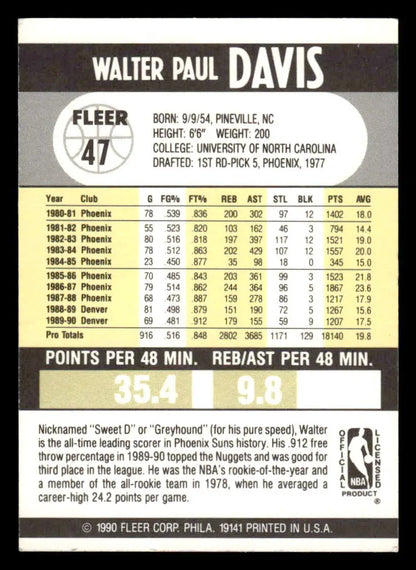 WALTER PAUL DAVIS
FLEER
47
BORN: 9/9/54, PINEVILLE, NC
HEIGHT: 6'6" WEIGHT: 200
COLLEGE: UNIVERSITY OF NORTH CAROLINA
DRAFTED: 1ST RD-PICK 5, PHOENIX, 1977
Year Club G FG% FT% REB AST STL BLK PTS AVG
1980-81 Phoenix 78 .539 .836 200 302 97 12 1402 18.0
1981-82 Phoenix 55 .523 .820 103 162 46 3 794 14.4
1982-83 Phoenix 80 .516 .818 197 397 117 12 1521 19.0
1983-84 Phoenix 78 .512 .863 202 429 107 12 1557 20.0
1984-85 Phoenix 23 .450 .877 35 98 18 0 345 15.0
1985-86 Phoenix 70 .485 .843 203 361 99 3 1523 21.8
1986-87 Phoenix 79 .514 .862 244 364 96 5 1867 23.6
1987-88 Phoenix 68 .473 .887 159 278 86 3 1217 17.9
1988-89 Denver 81 .498 .879 151 190 72 5 1267 15.6
1989-90 Denver 69 .481 .912 179 155 59 1 1207 17.5
Pro Totals 916 .516 .848 2802 3685 1171 129 18140 19.8
POINTS PER 48 MIN. REB/AST PER 48 MIN.
35.4 9.8
Nicknamed "Sweet D" or "Greyhound" (for his pure speed), Walter
is the all-time leading scorer in Phoenix Suns history. His .912 free
throw percentage in 1989-90 topped the Nuggets and was good for
third place in the league. He was the NBA's rookie-of-the-year and
a member of the all-rookie team in 1978, when he averaged a
career-high 24.2 points per game.
OFFICIAL LICENSED
NBA
PRODUCT ®
© 1990 FLEER CORP. PHILA. 19141 PRINTED IN U.S.A.